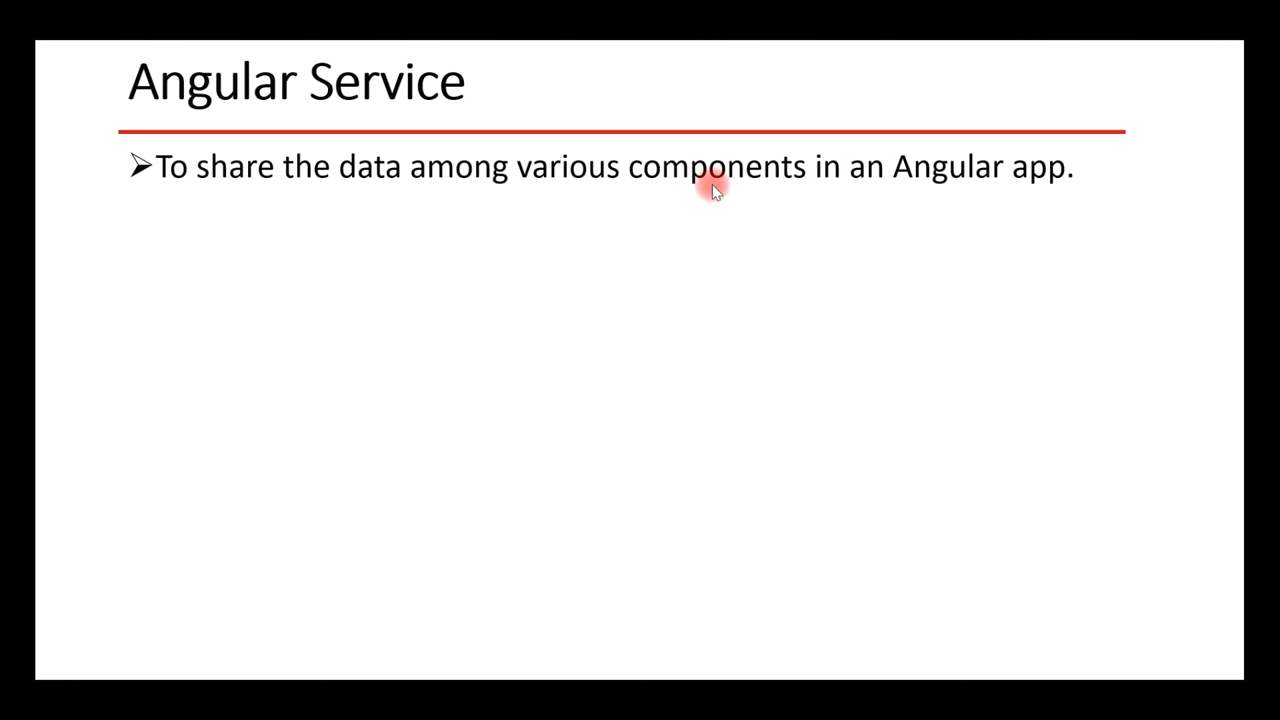 Angular Service
➢To share the data among various components in an Angular app.